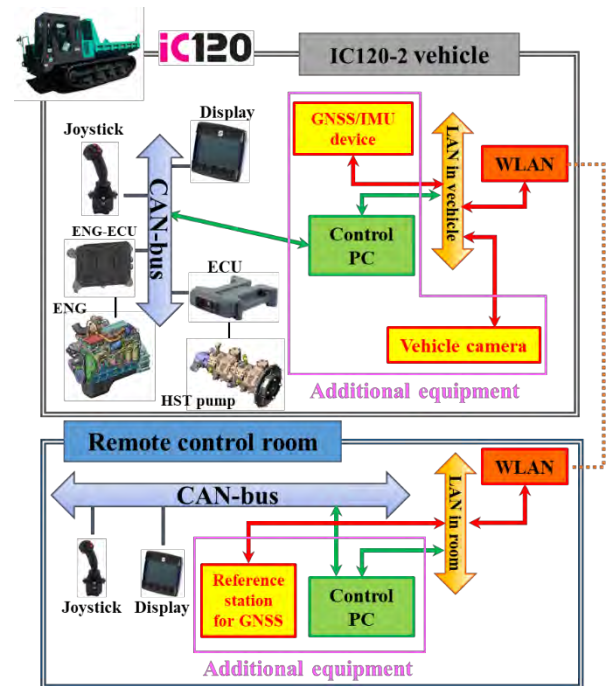 iC120
IC120-2 vehicle
Joystick
Display
CAN-bus
ENG-ECU
ECU
ENG
HST pump
GNSS/IMU
device
LAN in vechicle
WLAN
Control
PC
Vehicle camera
Additional equipment
Remote control room
CAN-bus
LAN in room
WLAN
Joystick
Display
Reference
station
for GNSS
Control
PC
Additional equipment